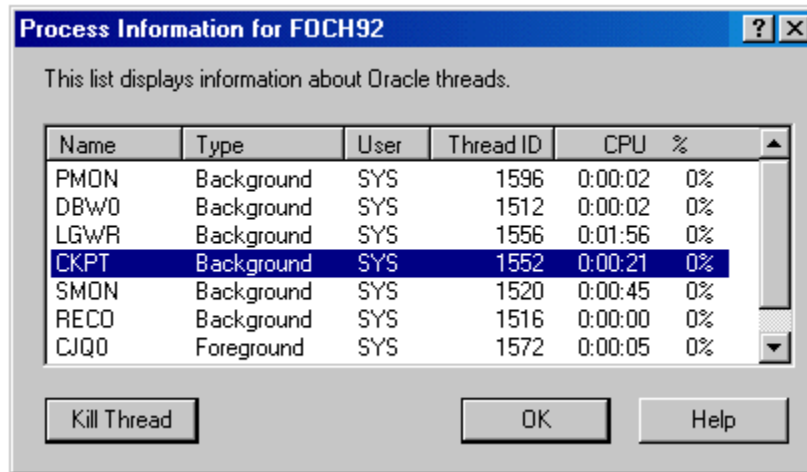 Process Information for FOCH92 ? ×
This list displays information about Oracle threads.
Name Type User Thread ID CPU %
PMON Background SYS 1596 0:00:02 0%
DBW0 Background SYS 1512 0:00:02 0%
LGWR Background SYS 1556 0:01:56 0%
CKPT Background SYS 1552 0:00:21 0%
SMON Background SYS 1520 0:00:45 0%
RECO Background SYS 1516 0:00:00 0%
CJQ0 Foreground SYS 1572 0:00:05 0%
Kill Thread OK Help